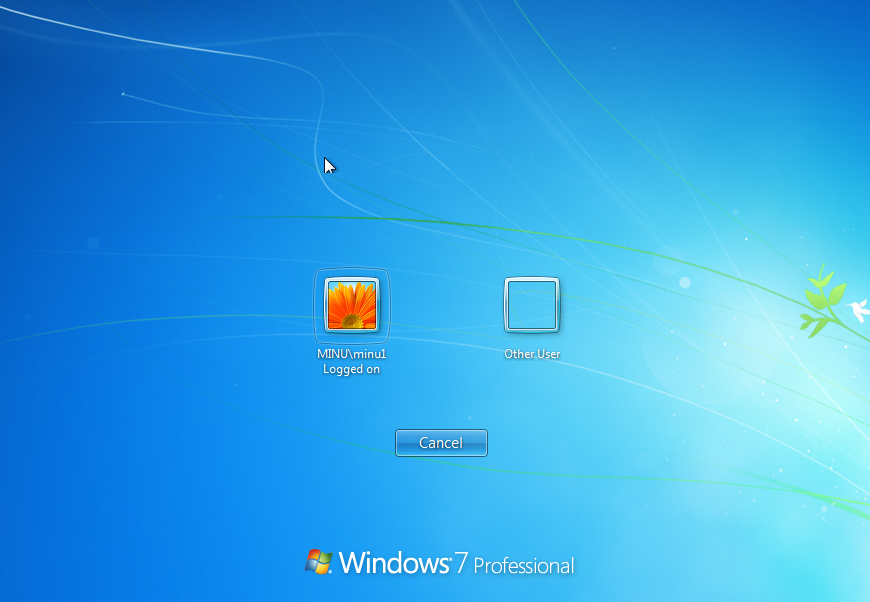 MINU\minu1
Logged on
Other User
Cancel
Windows 7 Professional